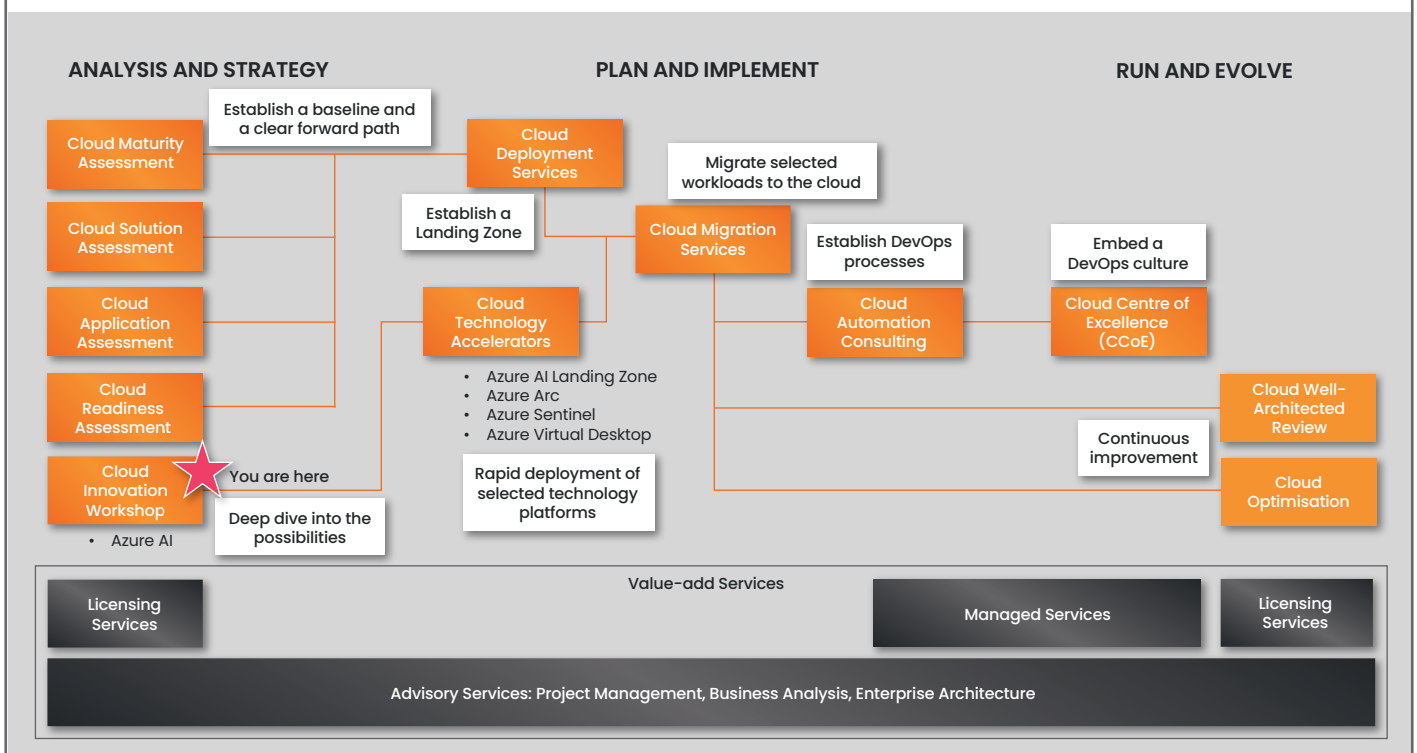 ANALYSIS AND STRATEGY
PLAN AND IMPLEMENT
RUN AND EVOLVE
Establish a baseline and
a clear forward path
Cloud Maturity
Assessment
Cloud Solution
Assessment
Cloud
Application
Assessment
Cloud
Readiness
Assessment
Cloud
Innovation
Workshop
You are here
• Azure AI
Deep dive into the
possibilities
Cloud
Deployment
Services
Establish a
Landing Zone
Cloud
Technology
Accelerators
• Azure AI Landing Zone
• Azure Arc
• Azure Sentinel
• Azure Virtual Desktop
Rapid deployment of
selected technology
platforms
Migrate selected
workloads to the cloud
Cloud Migration
Services
Establish DevOps
processes
Cloud
Automation
Consulting
Embed a
DevOps culture
Cloud Centre of
Excellence
(CCoE)
Cloud Well-
Architected
Review
Continuous
improvement
Cloud
Optimisation
Value-add Services
Licensing
Services
Managed Services
Licensing
Services
Advisory Services: Project Management, Business Analysis, Enterprise Architecture